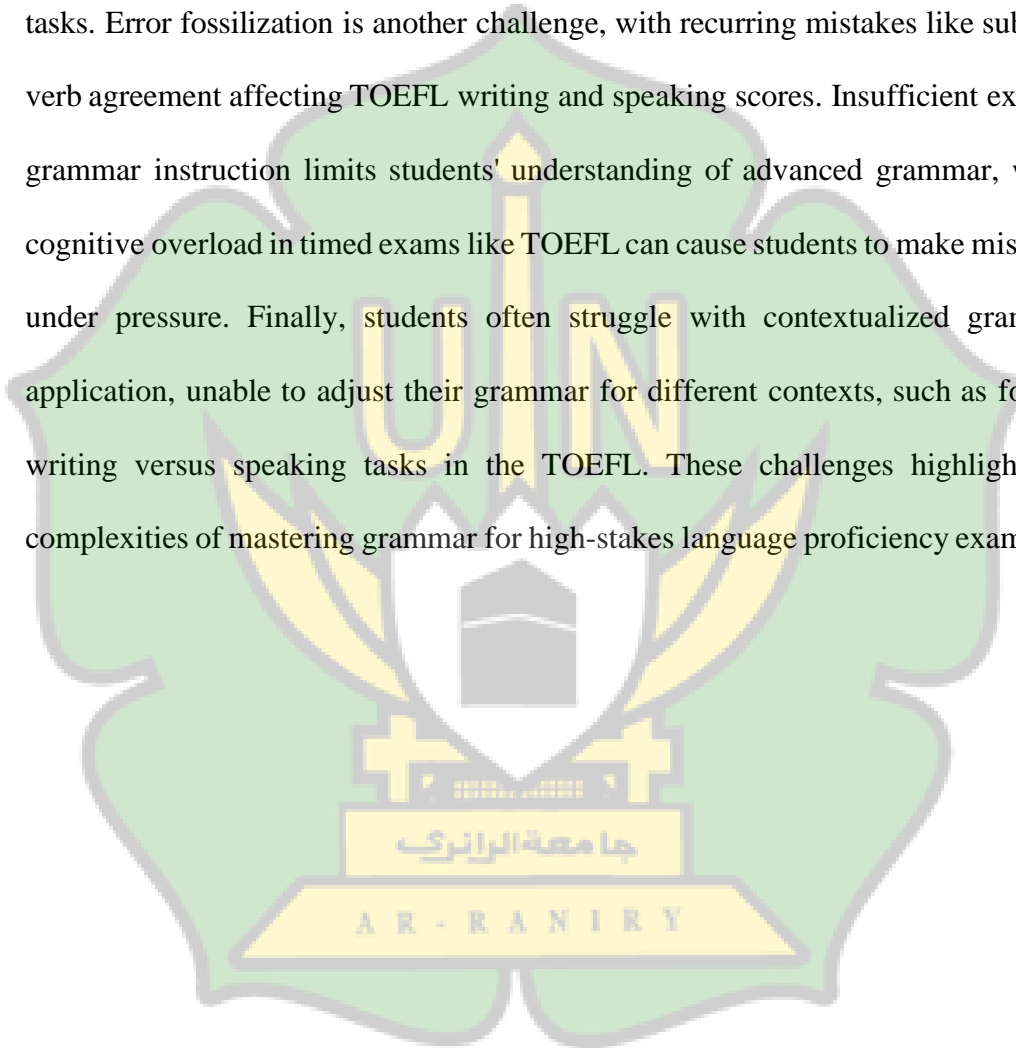 tasks. Error fossilization is another challenge, with recurring mistakes like sub
verb agreement affecting TOEFL writing and speaking scores. Insufficient ex
grammar instruction limits students' understanding of advanced grammar, w
cognitive overload in timed exams like TOEFL can cause students to make mis
under pressure. Finally, students often struggle with contextualized gram
application, unable to adjust their grammar for different contexts, such as fo
writing versus speaking tasks in the TOEFL. These challenges highligh
complexities of mastering grammar for high-stakes language proficiency exam
UIN
جامعة الرانري
AR-RANIRY